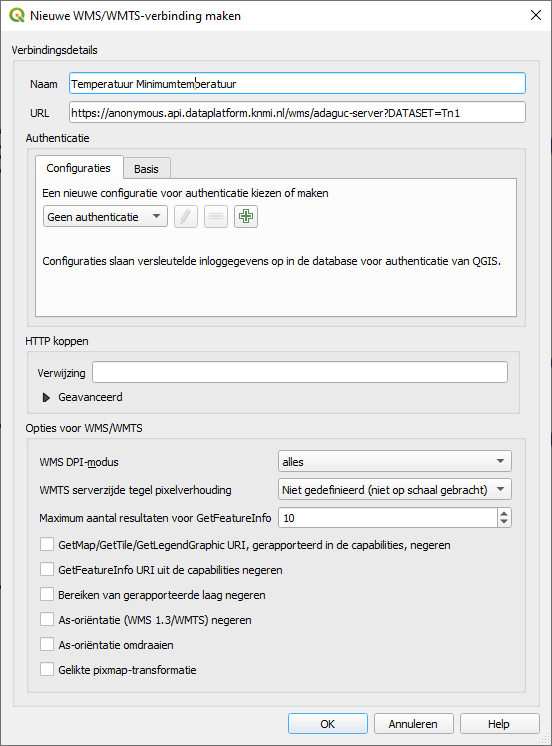 Nieuwe WMS/WMTS-verbinding maken
Verbindingsdetails
Naam Temperatuur Minimumtemperatuur
URL https://anonymous.api.dataplatform.knmi.nl/wms/adaguc-server?DATASET=Tn1
Authenticatie
Configuraties Basis
Een nieuwe configuratie voor authenticatie kiezen of maken
Geen authenticatie
Configuraties slaan versleutelde inloggegevens op in de database voor authenticatie van QGIS.
HTTP koppen
Verwijzing
Geavanceerd
Opties voor WMS/WMTS
WMS DPI-modus alles
WMTS serverzijde tegel pixelverhouding Niet gedefinieerd (niet op schaal gebracht)
Maximum aantal resultaten voor GetFeatureInfo 10
GetMap/GetTile/GetLegendGraphic URI, gerapporteerd in de capabilities, negeren
GetFeatureInfo URI uit de capabilities negeren
Bereiken van gerapporteerde laag negeren
As-oriëntatie (WMS 1.3/WMTS) negeren
As-oriëntatie omdraaien
Gelikte pixmap-transformatie
OK Annuleren Help